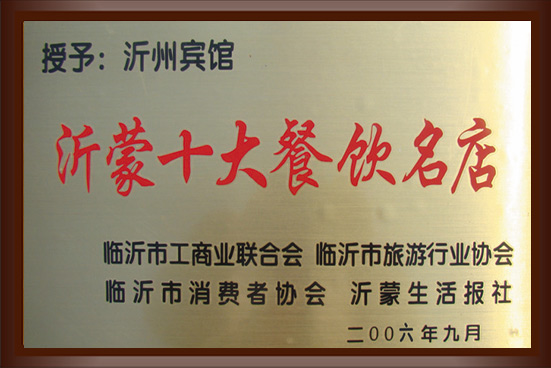 授予：沂州宾馆
沂蒙十大餐饮名店
临沂市工商业联合会 临沂市旅游行业协会
临沂市消费者协会 沂蒙生活报社
二00六年九月